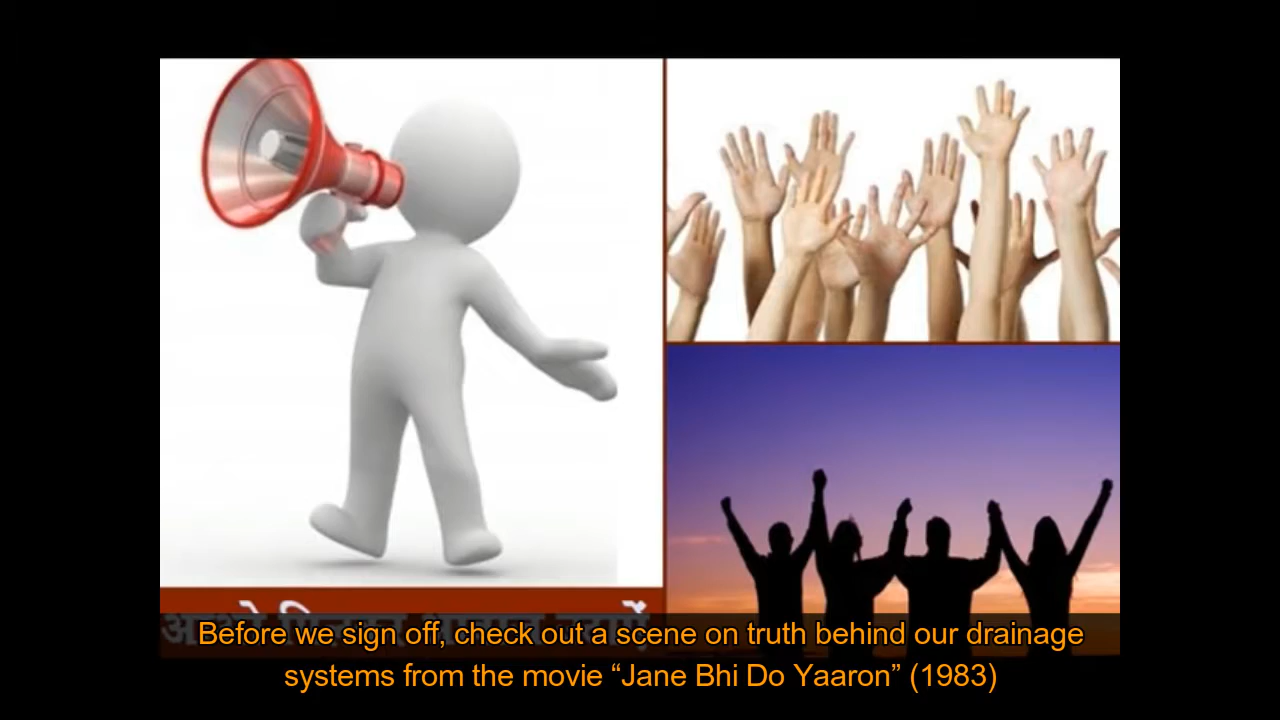 Before we sign off, check out a scene on truth behind our drainage
systems from the movie “Jane Bhi Do Yaaron” (1983)